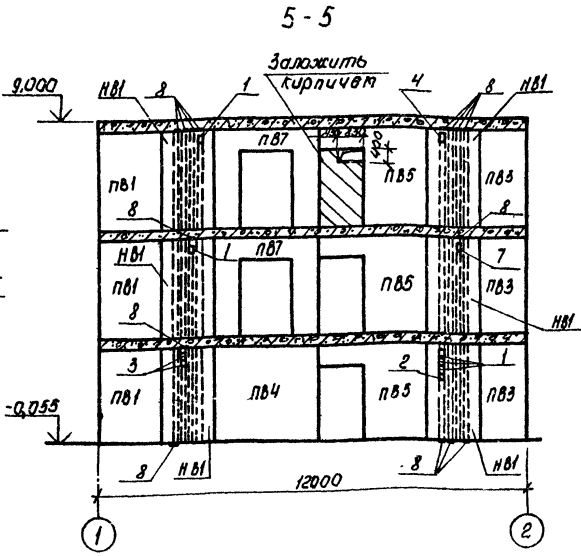 5-5
Заложить
кирпичем
9,000
НВ1
8
1
4
8
НВ1
ПВ7
400
ПВ1
ПВ5
ПВ3
8
8
НВ1
1
ПВ7
7
ПВ1
ПВ5
ПВ3
НВ1
8
3
2
1
ПВ1
ПВ4
ПВ5
ПВ3
-0,055
8
НВ1
8
НВ1
12000
1
2